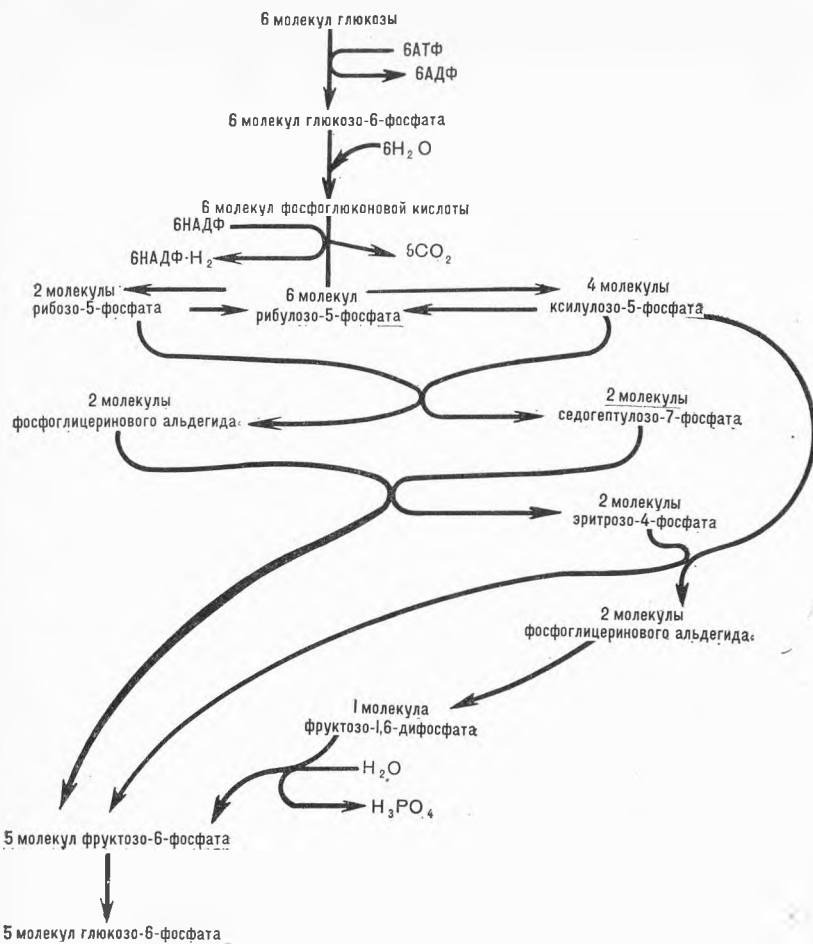 6 молекул глюкозы
6АТФ
6АДФ
6 молекул глюкозо-6-фосфата
6H₂O
6 молекул фосфоглюконовой кислоты
6НАДФ
6НАДФ·H₂
5CO₂
2 молекулы
рибозо-5-фосфата
6 молекул
рибулозо-5-фосфата
4 молекулы
ксилулозо-5-фосфата
2 молекулы
фосфоглицеринового альдегида
2 молекулы
седогептулозо-7-фосфата
2 молекулы
эритрозо-4-фосфата
2 молекулы
фосфоглицеринового альдегида
1 молекула
фруктозо-1,6-дифосфата
H₂O
H₃PO₄
5 молекул фруктозо-6-фосфата
5 молекул глюкозо-6-фосфата